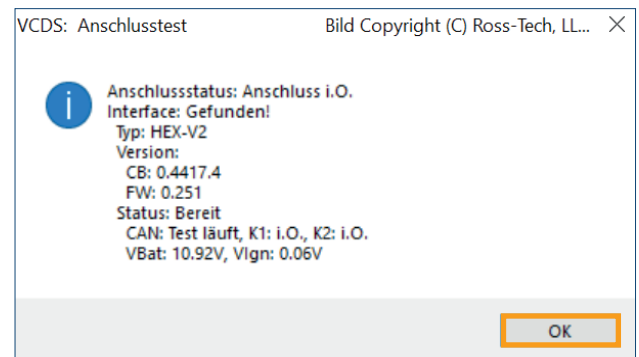 VCDS: Anschlusstest Bild Copyright (C) Ross-Tech, LL...
Anschlussstatus: Anschluss i.O.
Interface: Gefunden!
Typ: HEX-V2
Version:
CB: 0.4417.4
FW: 0.251
Status: Bereit
CAN: Test läuft, K1: i.O., K2: i.O.
VBat: 10.92V, VIgn: 0.06V
OK